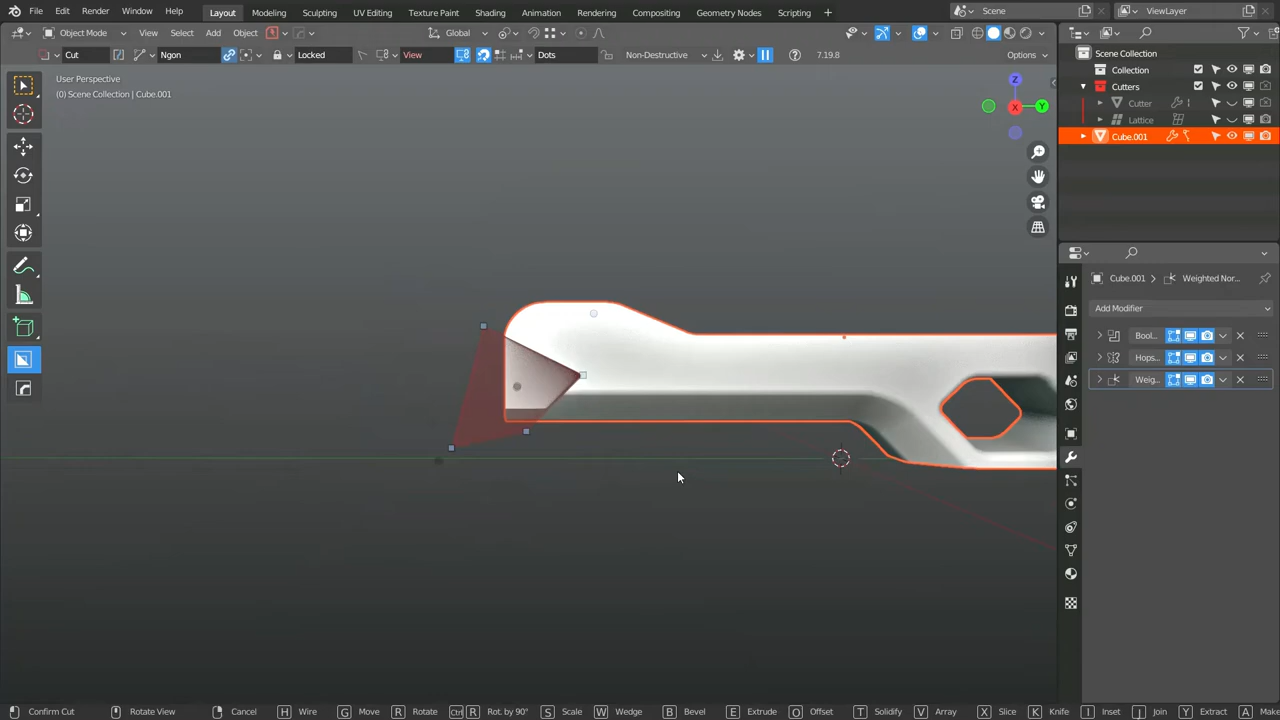 File Edit Render Window Help Layout Modeling Sculpting UV Editing Texture Paint Shading Animation Rendering Compositing Geometry Nodes Scripting + Scene ViewLayer
Object Mode View Select Add Object Global
Cut Ngon Locked View Dots Non-Destructive 7.19.8 Options
User Perspective
(0) Scene Collection | Cube.001
Z
X Y
Scene Collection
Collection
Cutters
Cutter
Lattice
Cube.001
Cube.001 > Weighted Nor...
Add Modifier
Bool...
Hops...
Weig...
Confirm Cut Rotate View Cancel H Wire G Move R Rotate Ctrl R Rot. by 90° S Scale W Wedge B Bevel E Extrude O Offset T Solidify V Array X Slice K Knife I Inset J Join Y Extract A Make